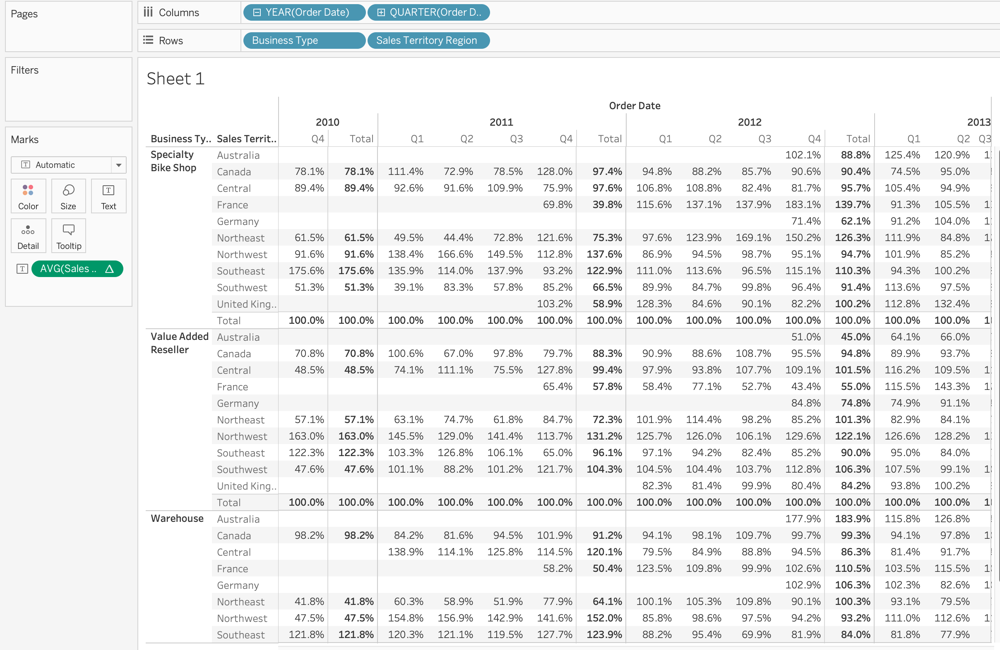 Pages
Columns YEAR(Order Date) QUARTER(Order D..
Rows Business Type Sales Territory Region
Filters
Marks
Automatic
Color Size Text
Detail Tooltip
AVG(Sales ..
Sheet 1
Order Date
2010 2011 2012 2013
Business Ty.. Sales Territ.. Q4 Total Q1 Q2 Q3 Q4 Total Q1 Q2 Q3 Q4 Total Q1 Q2 Q3
Specialty Bike Shop
Australia 102.1% 88.8% 125.4% 120.9%
Canada 78.1% 78.1% 111.4% 72.9% 78.5% 128.0% 97.4% 94.8% 88.2% 85.7% 90.6% 90.4% 74.5% 95.0%
Central 89.4% 89.4% 92.6% 91.6% 109.9% 75.9% 97.6% 106.8% 108.8% 82.4% 81.7% 95.7% 105.4% 94.9%
France 69.8% 39.8% 115.6% 137.1% 137.9% 183.1% 139.7% 91.3% 105.5%
Germany 71.4% 62.1% 91.2% 104.0%
Northeast 61.5% 61.5% 49.5% 44.4% 72.8% 121.6% 75.3% 97.6% 123.9% 169.1% 150.2% 126.3% 111.9% 84.8%
Northwest 91.6% 91.6% 138.4% 166.6% 149.5% 112.8% 137.6% 86.9% 94.5% 98.7% 95.1% 94.7% 101.9% 85.2%
Southeast 175.6% 175.6% 135.9% 114.0% 137.9% 93.2% 122.9% 111.0% 113.6% 96.5% 115.1% 110.3% 94.3% 100.2%
Southwest 51.3% 51.3% 39.1% 83.3% 57.8% 85.2% 66.5% 89.9% 84.7% 99.8% 96.4% 91.4% 113.6% 97.5%
United King.. 103.2% 58.9% 128.3% 84.6% 90.1% 82.2% 100.2% 112.8% 132.4%
Total 100.0% 100.0% 100.0% 100.0% 100.0% 100.0% 100.0% 100.0% 100.0% 100.0% 100.0% 100.0% 100.0% 100.0%
Value Added Reseller
Australia 51.0% 45.0% 64.1% 66.0%
Canada 70.8% 70.8% 100.6% 67.0% 97.8% 79.7% 88.3% 90.9% 88.6% 108.7% 95.5% 94.8% 89.9% 93.7%
Central 48.5% 48.5% 74.1% 111.1% 75.5% 127.8% 99.4% 97.9% 93.8% 107.7% 109.1% 101.5% 116.2% 109.5%
France 65.4% 57.8% 58.4% 77.1% 52.7% 43.4% 55.0% 115.5% 143.3%
Germany 84.8% 74.8% 74.9% 91.1%
Northeast 57.1% 57.1% 63.1% 74.7% 61.8% 84.7% 72.3% 101.9% 114.4% 98.2% 85.2% 101.3% 82.9% 84.1%
Northwest 163.0% 163.0% 145.5% 129.0% 141.4% 113.7% 131.2% 125.7% 126.0% 106.1% 129.6% 122.1% 126.6% 128.2%
Southeast 122.3% 122.3% 103.3% 126.8% 106.1% 65.0% 96.1% 97.1% 94.2% 82.4% 85.2% 90.0% 95.0% 84.0%
Southwest 47.6% 47.6% 101.1% 88.2% 101.2% 121.7% 104.3% 104.5% 104.4% 103.7% 112.8% 106.3% 107.5% 99.1%
United King.. 82.3% 81.4% 99.9% 80.4% 84.2% 93.8% 100.2%
Total 100.0% 100.0% 100.0% 100.0% 100.0% 100.0% 100.0% 100.0% 100.0% 100.0% 100.0% 100.0% 100.0% 100.0%
Warehouse
Australia 177.9% 183.9% 115.8% 126.8%
Canada 98.2% 98.2% 84.2% 81.6% 94.5% 101.9% 91.2% 94.1% 98.1% 109.7% 99.7% 99.3% 94.1% 97.8%
Central 138.9% 114.1% 125.8% 114.5% 120.1% 79.5% 84.9% 88.8% 94.5% 86.3% 81.4% 91.7%
France 58.2% 50.4% 123.5% 109.8% 99.9% 102.6% 110.5% 103.5% 115.5%
Germany 102.9% 106.3% 102.3% 82.6%
Northeast 41.8% 41.8% 60.3% 58.9% 51.9% 77.9% 64.1% 100.1% 105.3% 109.8% 90.1% 100.3% 93.1% 79.5%
Northwest 47.5% 47.5% 154.8% 156.9% 142.9% 141.6% 152.0% 85.8% 98.6% 97.5% 94.2% 93.2% 111.0% 112.6%
Southeast 121.8% 121.8% 120.3% 121.1% 119.5% 127.7% 123.9% 88.2% 95.4% 69.9% 81.9% 84.0% 81.8% 77.9%